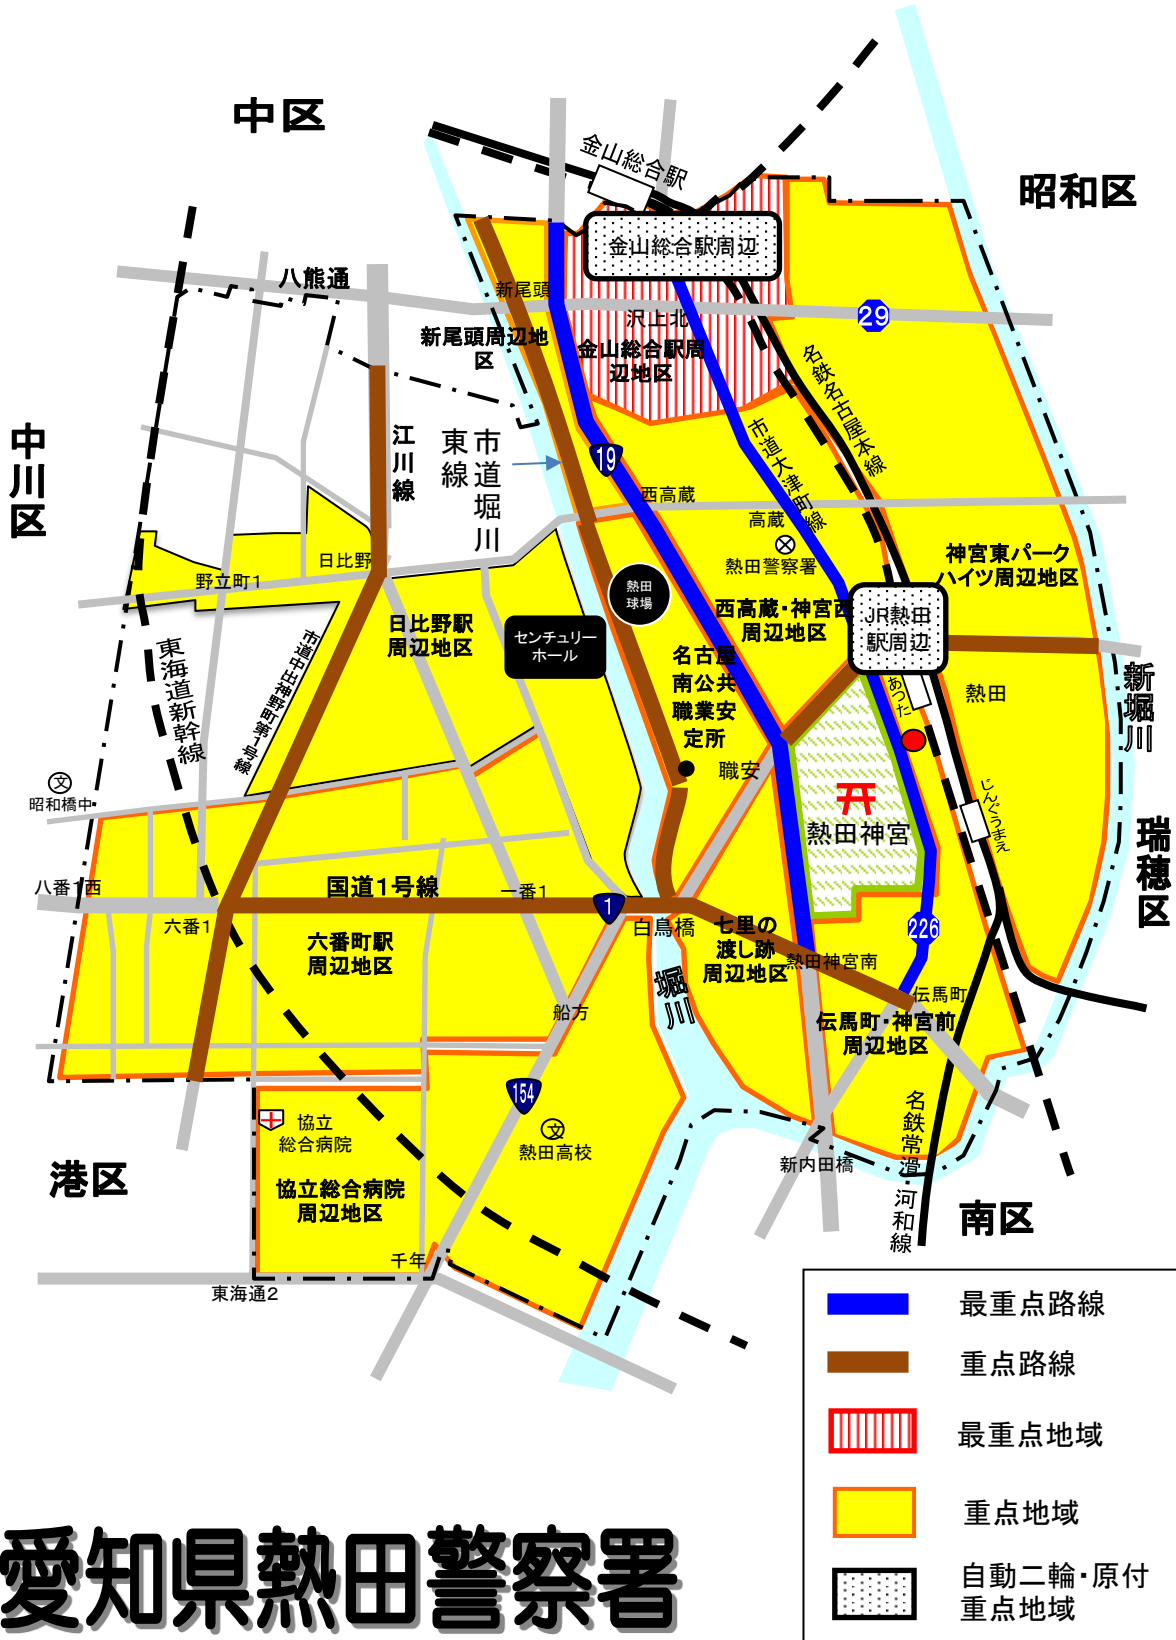 中区
金山総合駅
昭和区
金山総合駅周辺
八熊通
新尾頭
29
沢上北
新尾頭周辺地
区
金山総合駅周
辺地区
名鉄名古屋本線
中川区
江川線
市道堀川
東線
19
市道大津町線
西高蔵
高蔵
熱田警察署
神宮東パーク
ハイツ周辺地区
日比野
野立町1
熱田
球場
西高蔵・神宮西
周辺地区
JR熱田
駅周辺
日比野駅
周辺地区
センチュリー
ホール
市道中出神野町第1号線
東海道新幹線
名古屋
南公共
職業安
定所
あつた
熱田
新堀川
職安
文
昭和橋中
じんぐうまえ
熱田神宮
瑞穂区
八番1西
国道1号線
一番1
1
六番1
白鳥橋
七里の
渡し跡
周辺地区
226
六番町駅
周辺地区
熱田神宮南
堀川
伝馬町
船方
伝馬町・神宮前
周辺地区
154
名鉄常滑・河和線
協立
総合病院
文
熱田高校
新内田橋
港区
協立総合病院
周辺地区
南区
千年
東海通2
最重点路線
重点路線
最重点地域
重点地域
自動二輪・原付
重点地域
愛知県熱田警察署